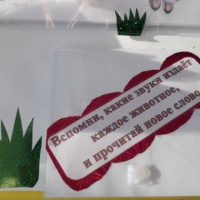 Вспомни, какие звуки издаёт
каждое животное,
и прочитай новое слово